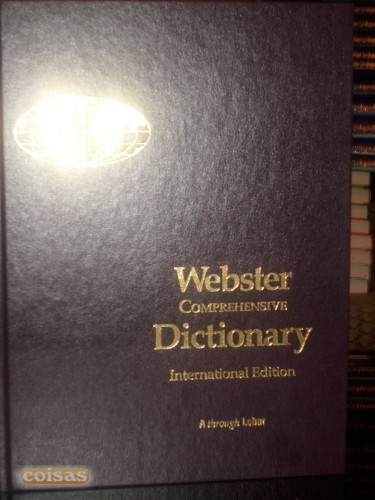 Webster
COMPREHENSIVE
Dictionary
International Edition
A through Lobar
coisas